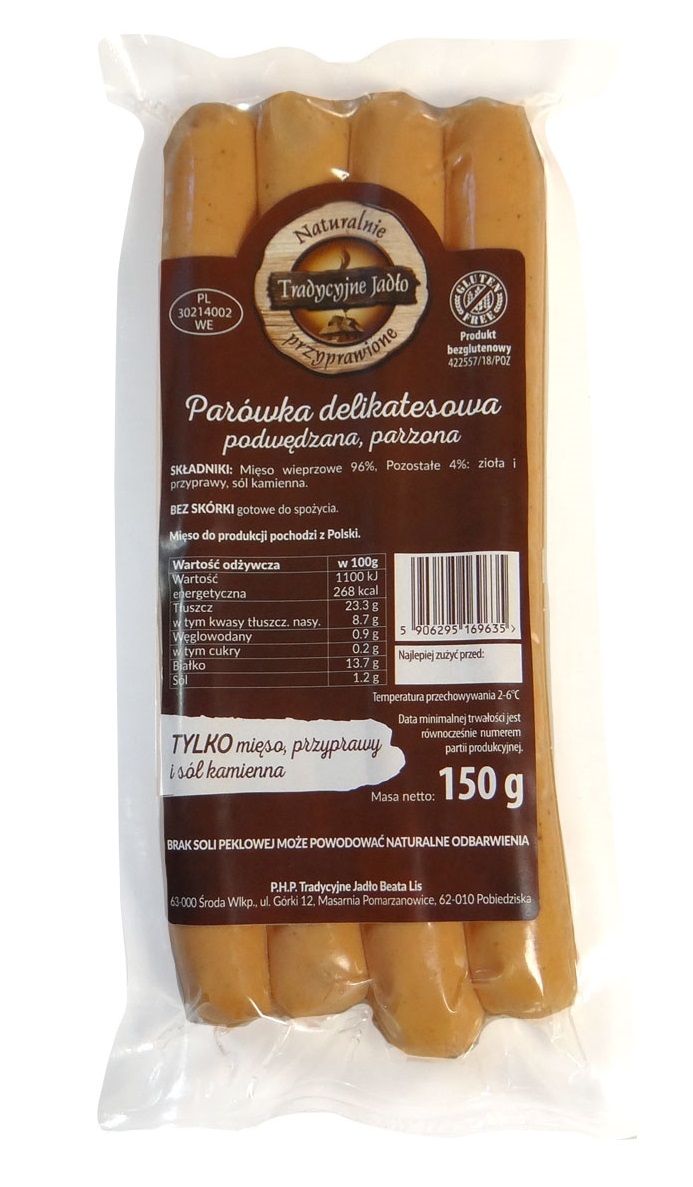 Naturalnie
Tradycyjne Jadło
przyprawione
PL
30214002
WE
GLUTEN
FREE
Produkt
bezglutenowy
422557/18/POZ
Parówka delikatesowa
podwędzana, parzona
SKŁADNIKI: Mięso wieprzowe 96%, Pozostałe 4%: zioła i
przyprawy, sól kamienna.
BEZ SKÓRKI gotowe do spożycia.
Mięso do produkcji pochodzi z Polski.
Wartość odżywcza w 100g
Wartość 1100 kJ
energetyczna 268 kcal
Tłuszcz 23.3 g
w tym kwasy tłuszcz. nasy. 8.7 g
Węglowodany 0.9 g
w tym cukry 0.2 g
Białko 13.7 g
Sól 1.2 g
5 906295 169635 >
Najlepiej zużyć przed:
Temperatura przechowywania 2-6°C
Data minimalnej trwałości jest
równocześnie numerem
partii produkcyjnej.
TYLKO mięso, przyprawy
i sól kamienna
Masa netto: 150 g
BRAK SOLI PEKLOWEJ MOŻE POWODOWAĆ NATURALNE ODBARWIENIA
P.H.P. Tradycyjne Jadło Beata Lis
63-000 Środa Wlkp., ul. Górki 12, Masarnia Pomarzanowice, 62-010 Pobiedziska